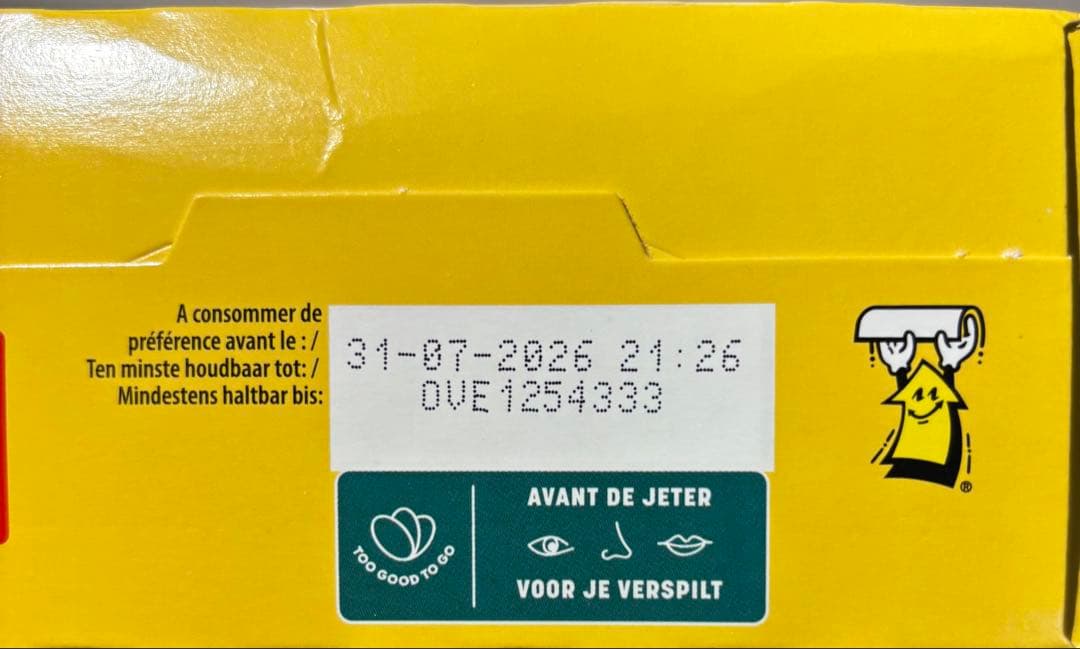 A consommer de
préférence avant le : /
Ten minste houdbaar tot: /
Mindestens haltbar bis:
31-07-2026 21:26
OVE1254333
TOO GOOD TO GO
AVANT DE JETER
VOOR JE VERSPILT
®